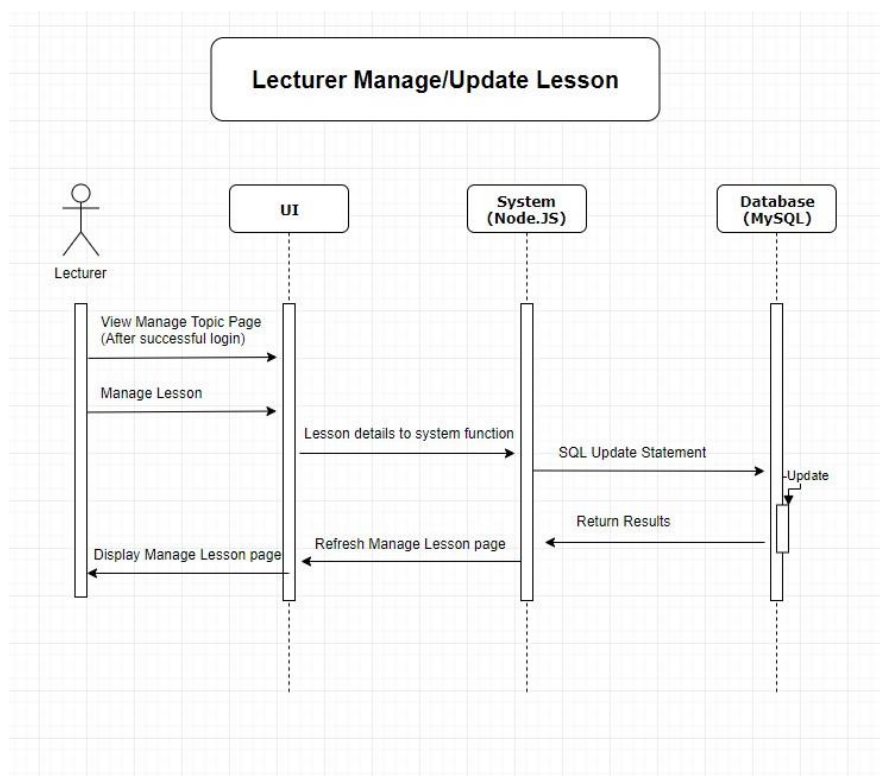 Lecturer Manage/Update Lesson
UI
System
(Node.JS)
Database
(MySQL)
Lecturer
View Manage Topic Page
(After successful login)
Manage Lesson
Lesson details to system function
SQL Update Statement
Update
Return Results
Refresh Manage Lesson page
Display Manage Lesson page